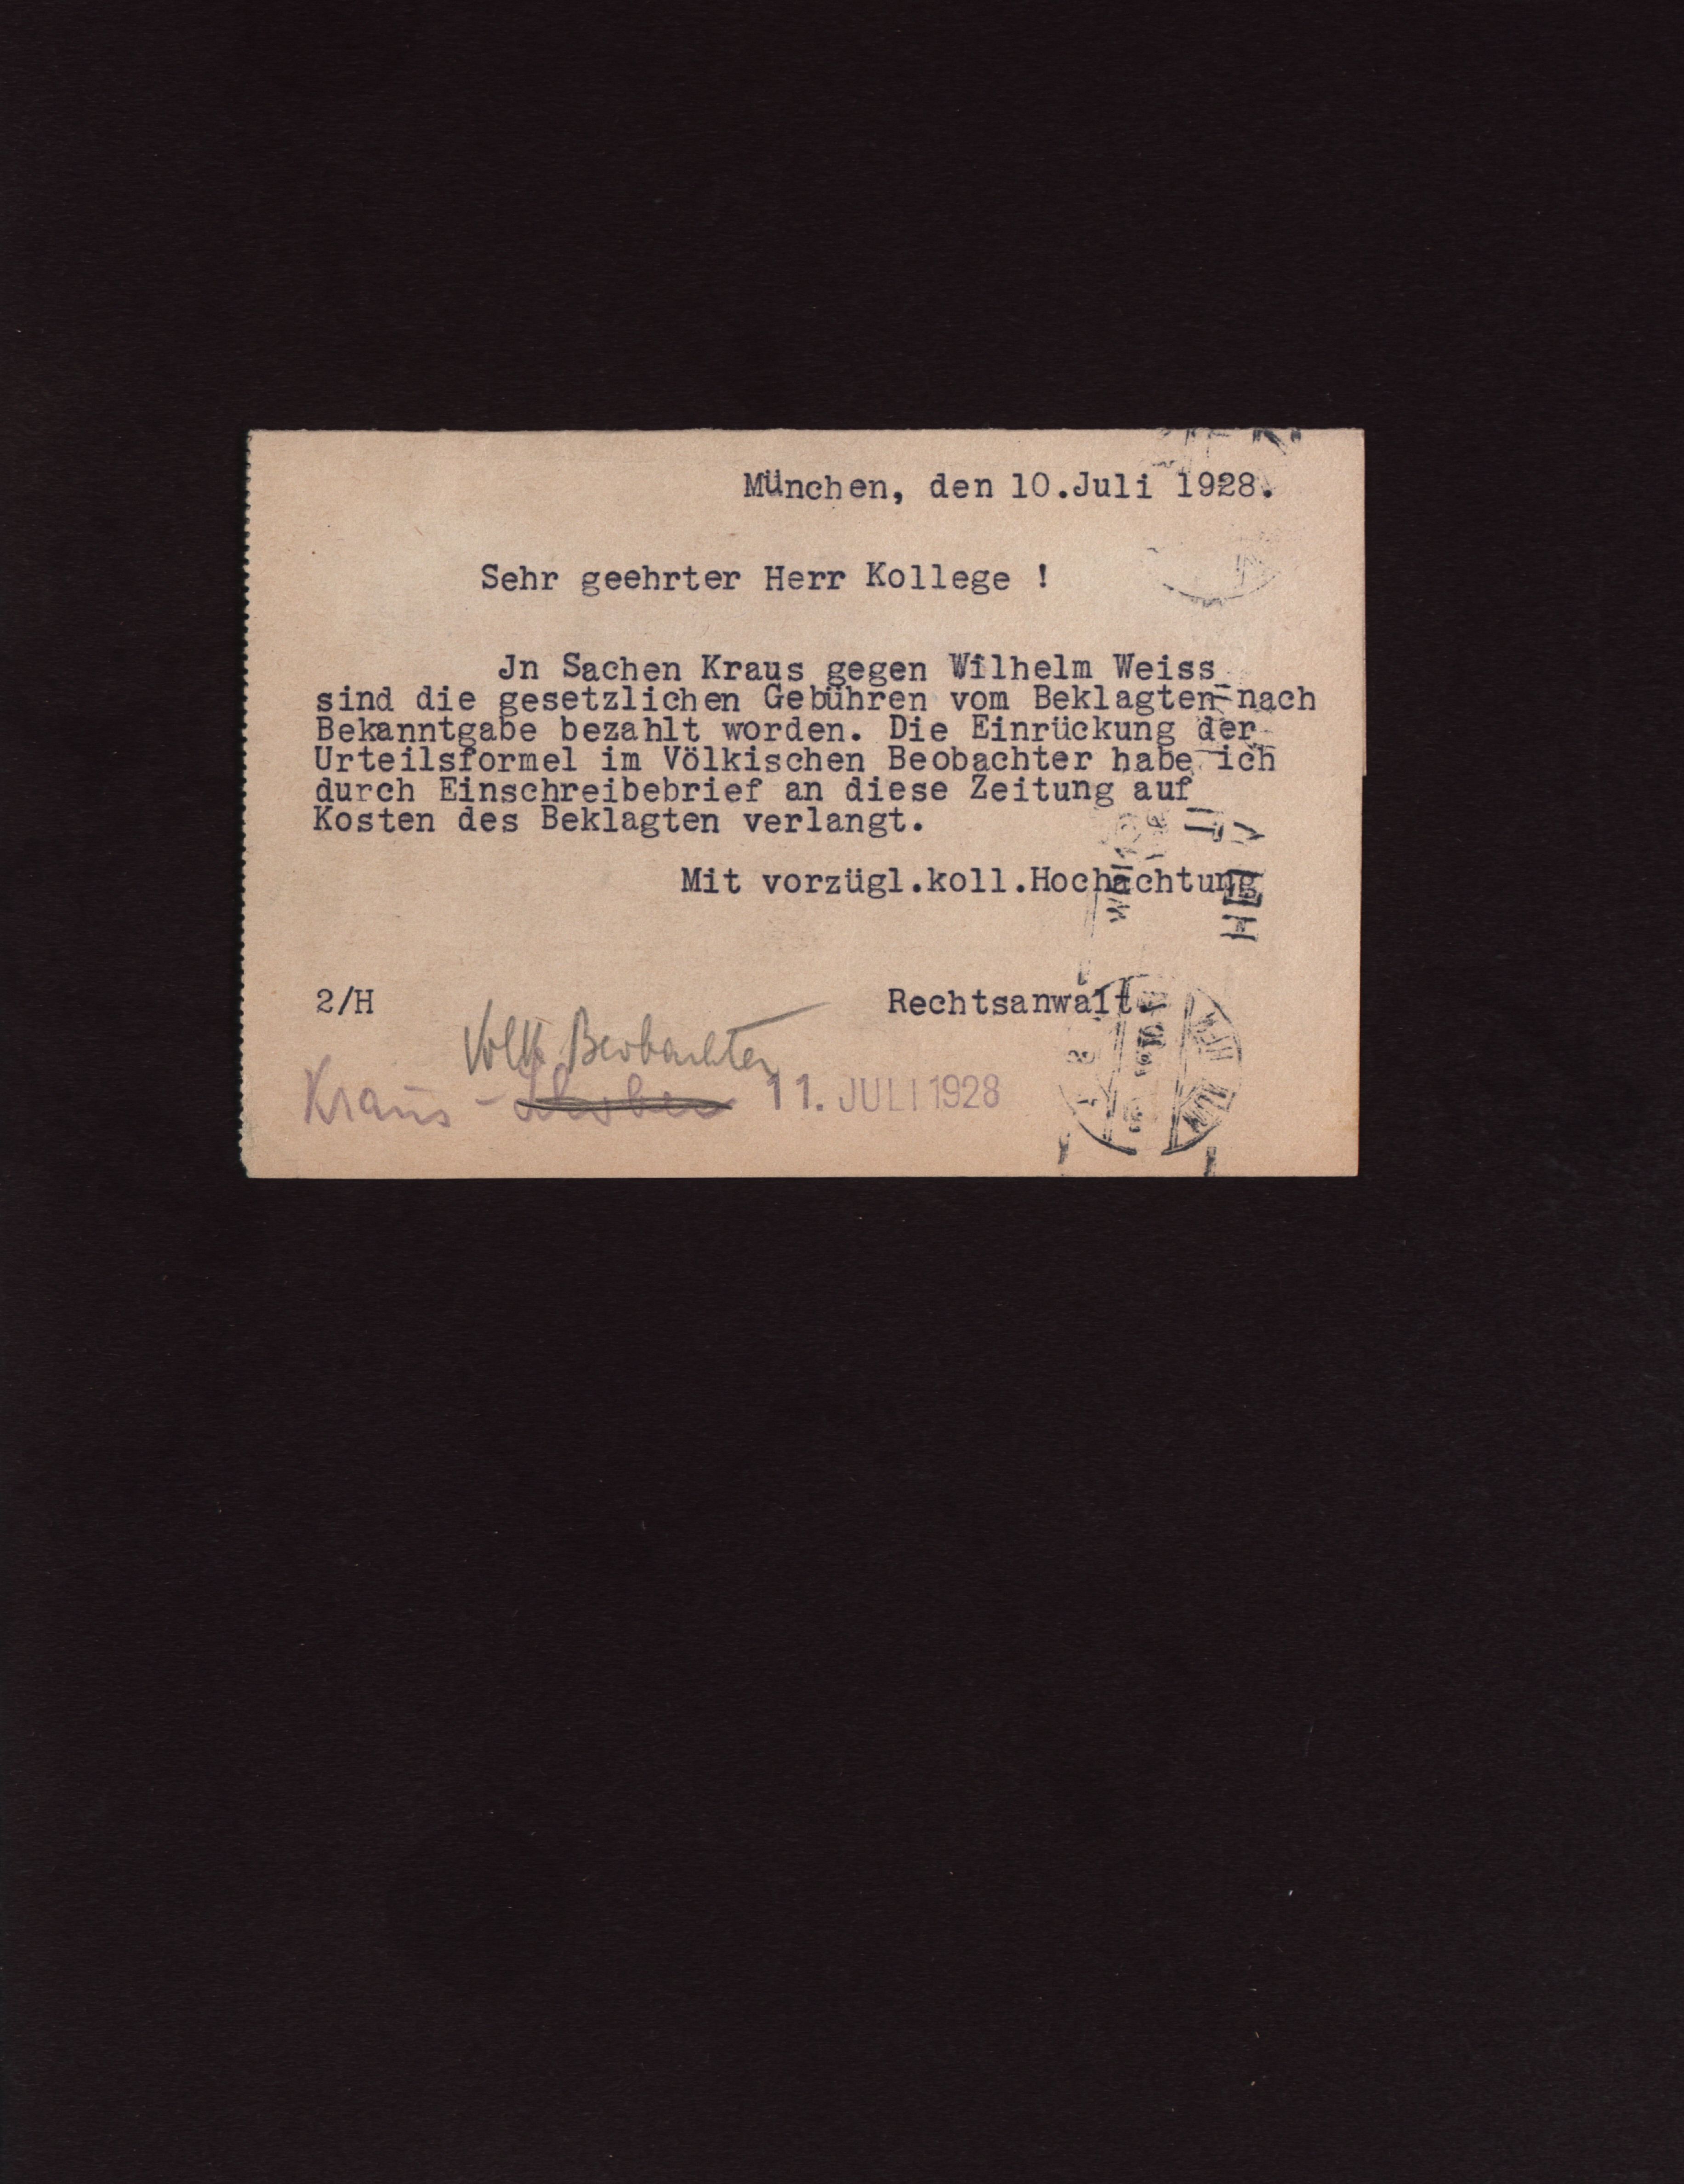 München, den 10.Juli 1928.
Sehr geehrter Herr Kollege !
Jn Sachen Kraus gegen Wilhelm Weiss
sind die gesetzlichen Gebühren vom Beklagten nach
Bekanntgabe bezahlt worden. Die Einrückung der
Urteilsformel im Völkischen Beobachter habe ich
durch Einschreibebrief an diese Zeitung auf
Kosten des Beklagten verlangt.
Mit vorzügl.koll.Hochachtung
2/H Rechtsanwalt.
Völk Beobachter
Kraus - 11. JULI 1928